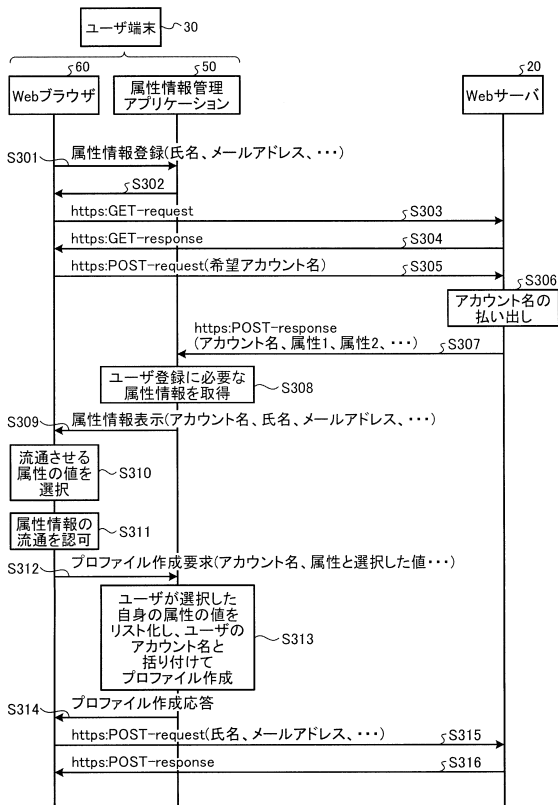 ユーザ端末
30
60
50
20
Webブラウザ
属性情報管理
アプリケーション
Webサーバ
S301
属性情報登録(氏名、メールアドレス、・・・)
S302
https:GET-request
S303
https:GET-response
S304
https:POST-request(希望アカウント名)
S305
S306
アカウント名の
払い出し
https:POST-response
(アカウント名、属性1、属性2、・・・)
S307
ユーザ登録に必要な
属性情報を取得
S308
S309
属性情報表示(アカウント名、氏名、メールアドレス、・・・)
流通させる
属性の値を
選択
S310
属性情報の
流通を認可
S311
S312
プロファイル作成要求(アカウント名、属性と選択した値・・・)
ユーザが選択した
自身の属性の値を
リスト化し、ユーザの
アカウント名と
括り付けて
プロファイル作成
S313
S314
プロファイル作成応答
https:POST-request(氏名、メールアドレス、・・・)
S315
https:POST-response
S316